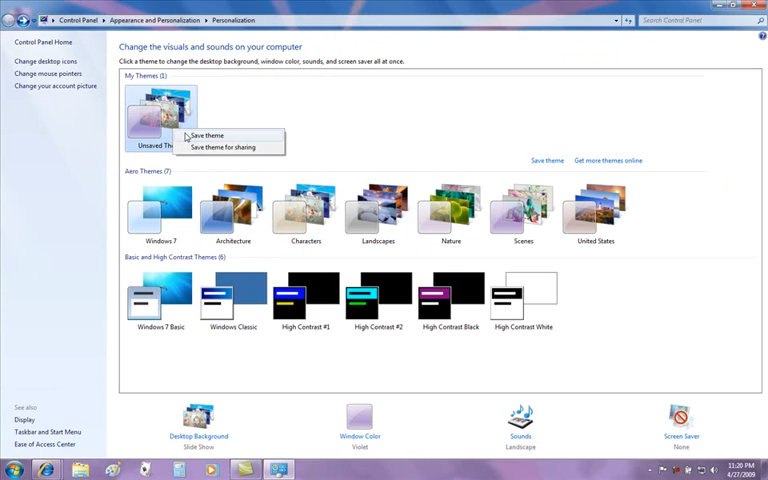 Control Panel ▸ Appearance and Personalization ▸ Personalization
Search Control Panel
Control Panel Home
Change desktop icons
Change mouse pointers
Change your account picture
Change the visuals and sounds on your computer
Click a theme to change the desktop background, window color, sounds, and screen saver all at once.
My Themes (1)
Unsaved Th
Save theme
Save theme for sharing
Save theme Get more themes online
Aero Themes (7)
Windows 7 Architecture Characters Landscapes Nature Scenes United States
Basic and High Contrast Themes (6)
Windows 7 Basic Windows Classic High Contrast #1 High Contrast #2 High Contrast Black High Contrast White
See also
Display
Taskbar and Start Menu
Ease of Access Center
Desktop Background Window Color Sounds Screen Saver
Slide Show Violet Landscape None
11:20 PM
4/27/2009